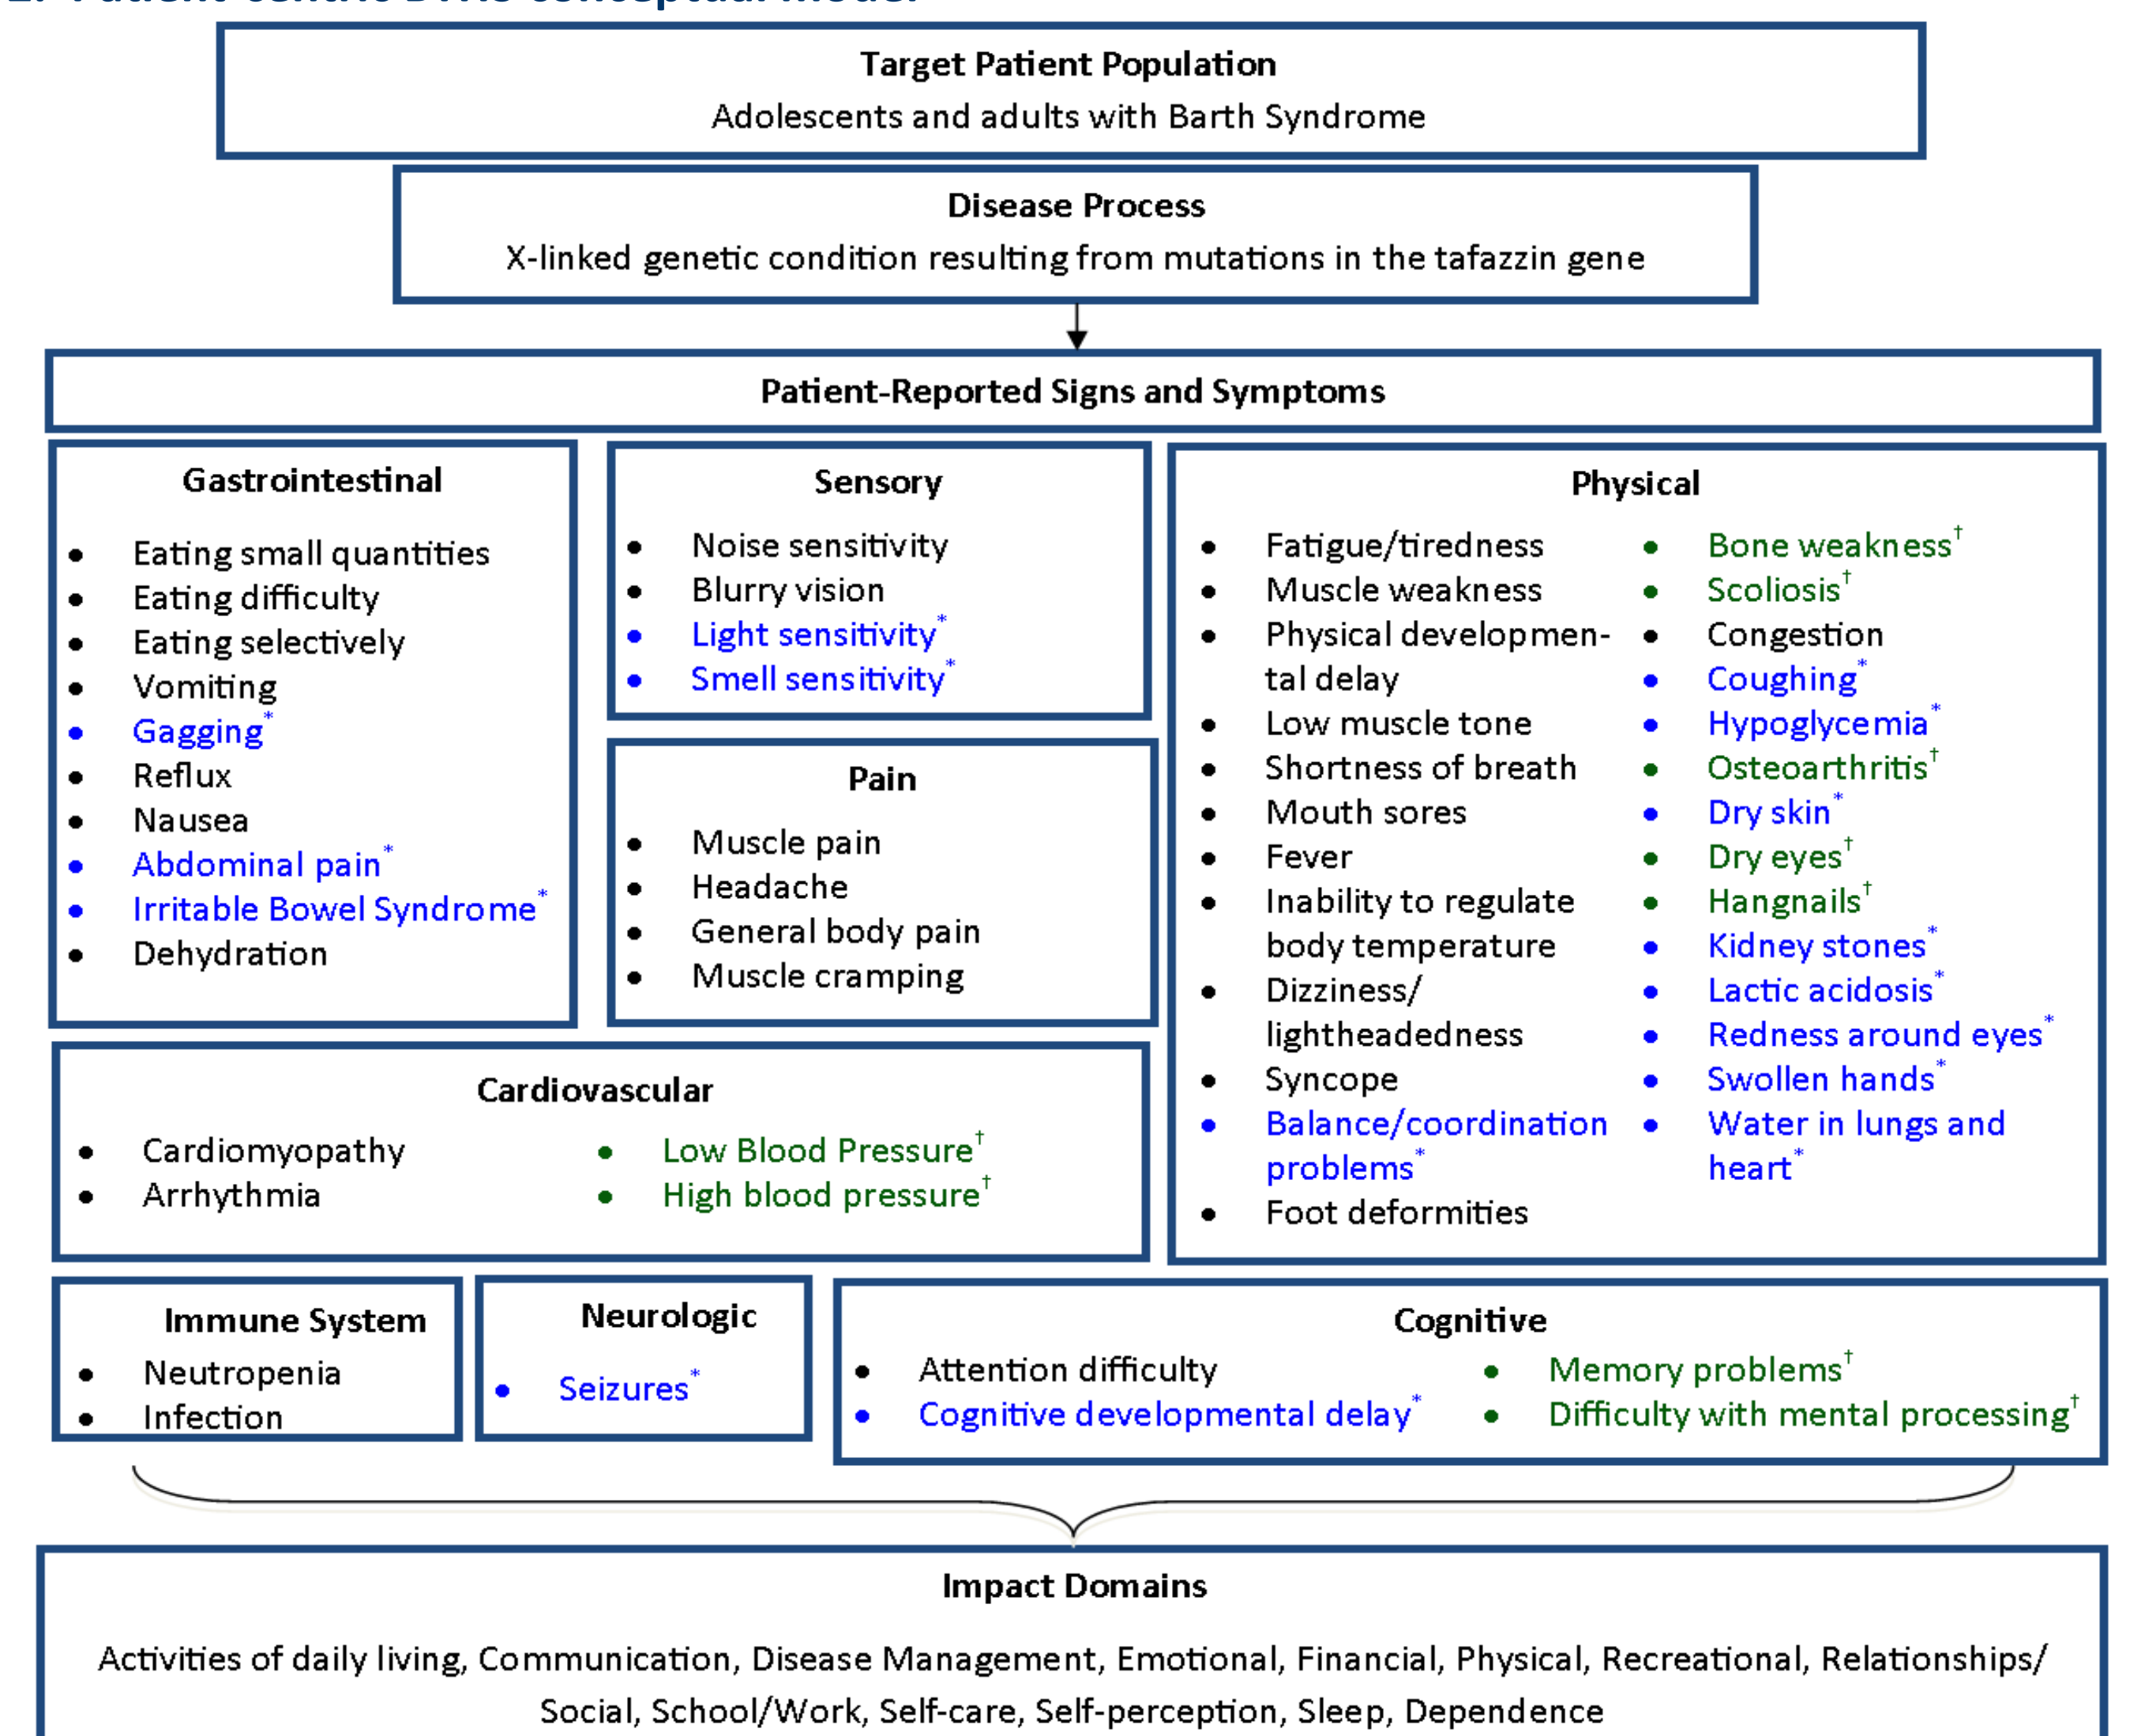 Target Patient Population
Adolescents and adults with Barth Syndrome
Disease Process
X-linked genetic condition resulting from mutations in the tafazzin gene
Patient-Reported Signs and Symptoms
Gastrointestinal
• Eating small quantities
• Eating difficulty
• Eating selectively
• Vomiting
• Gagging*
• Reflux
• Nausea
• Abdominal pain*
• Irritable Bowel Syndrome*
• Dehydration
Sensory
• Noise sensitivity
• Blurry vision
• Light sensitivity*
• Smell sensitivity*
Pain
• Muscle pain
• Headache
• General body pain
• Muscle cramping
Physical
• Fatigue/tiredness
• Muscle weakness
• Physical developmen-
tal delay
• Low muscle tone
• Shortness of breath
• Mouth sores
• Fever
• Inability to regulate
body temperature
• Dizziness/
lightheadedness
• Syncope
• Balance/coordination
problems*
• Foot deformities
• Bone weakness†
• Scoliosis†
• Congestion
• Coughing*
• Hypoglycemia*
• Osteoarthritis†
• Dry skin*
• Dry eyes†
• Hangnails†
• Kidney stones*
• Lactic acidosis*
• Redness around eyes*
• Swollen hands*
• Water in lungs and
heart*
Cardiovascular
• Cardiomyopathy
• Arrhythmia
• Low Blood Pressure†
• High blood pressure†
Immune System
• Neutropenia
• Infection
Neurologic
• Seizures*
Cognitive
• Attention difficulty
• Cognitive developmental delay*
• Memory problems†
• Difficulty with mental processing†
Impact Domains
Activities of daily living, Communication, Disease Management, Emotional, Financial, Physical, Recreational, Relationships/
Social, School/Work, Self-care, Self-perception, Sleep, Dependence